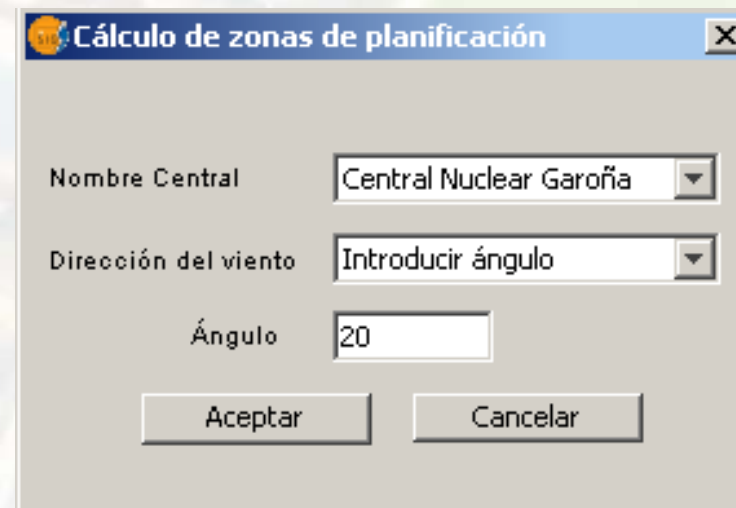 SIG Cálculo de zonas de planificación
Nombre Central Central Nuclear Garoña
Dirección del viento Introducir ángulo
Ángulo 20
Aceptar Cancelar